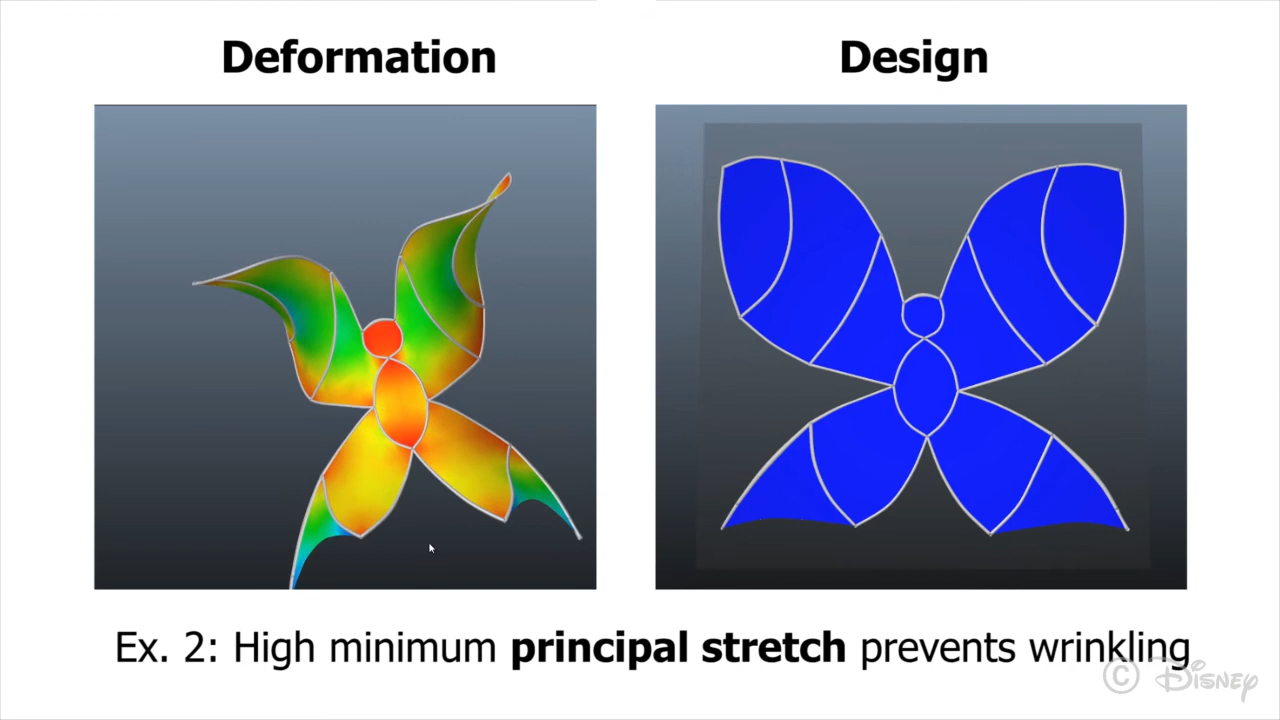 Deformation
Design
Ex. 2: High minimum principal stretch prevents wrinkling
© Disney